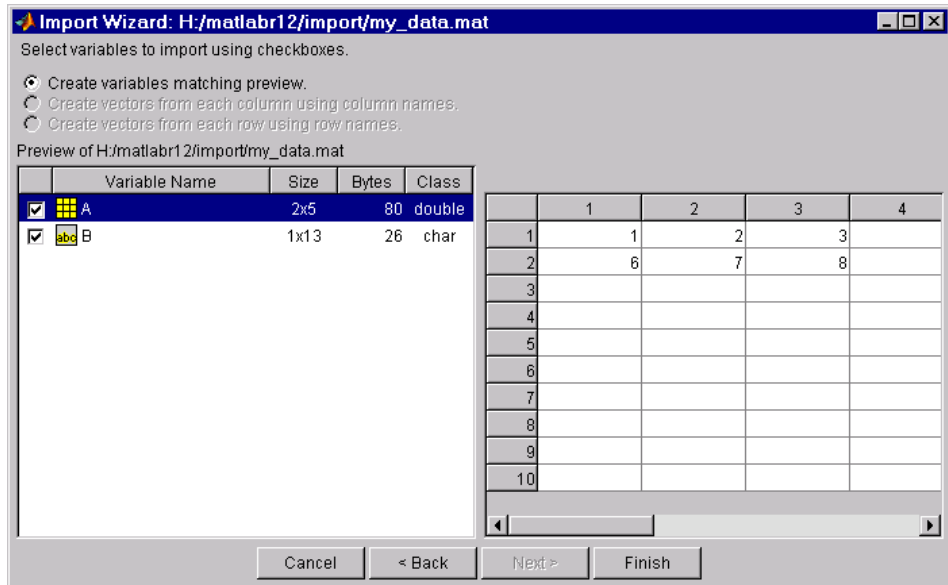 Import Wizard: H:/matlabr12/import/my_data.mat
Select variables to import using checkboxes.
Create variables matching preview.
Create vectors from each column using column names.
Create vectors from each row using row names.
Preview of H:/matlabr12/import/my_data.mat
Variable Name Size Bytes Class
A 2x5 80 double
abc B 1x13 26 char
1 2 3 4
1 1 2 3
2 6 7 8
3
4
5
6
7
8
9
10
Cancel < Back Next > Finish